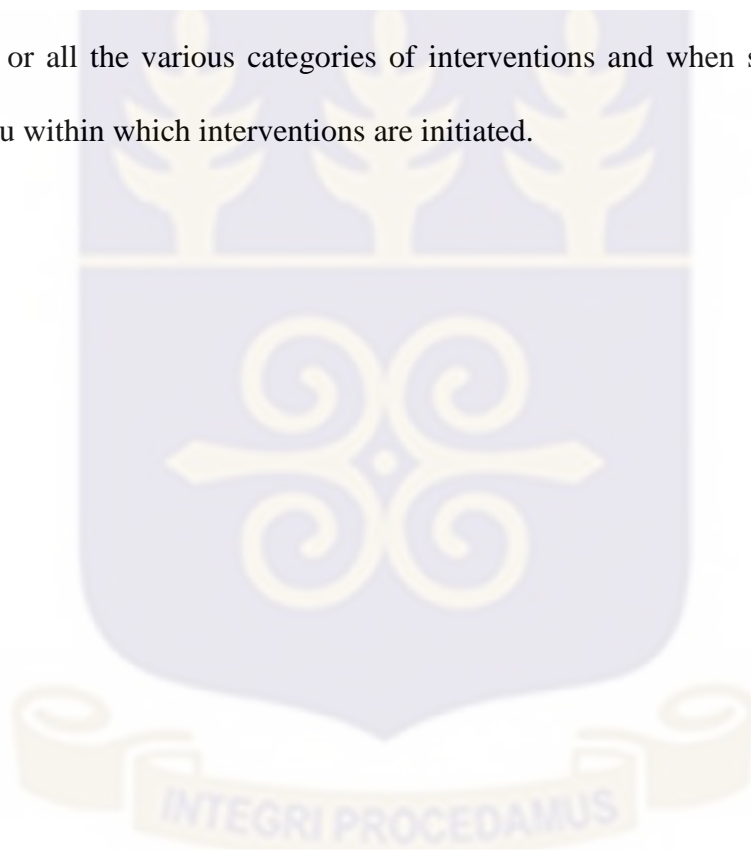 or all the various categories of interventions and when
within which interventions are initiated.
INTEGRI PROCEDAMUS